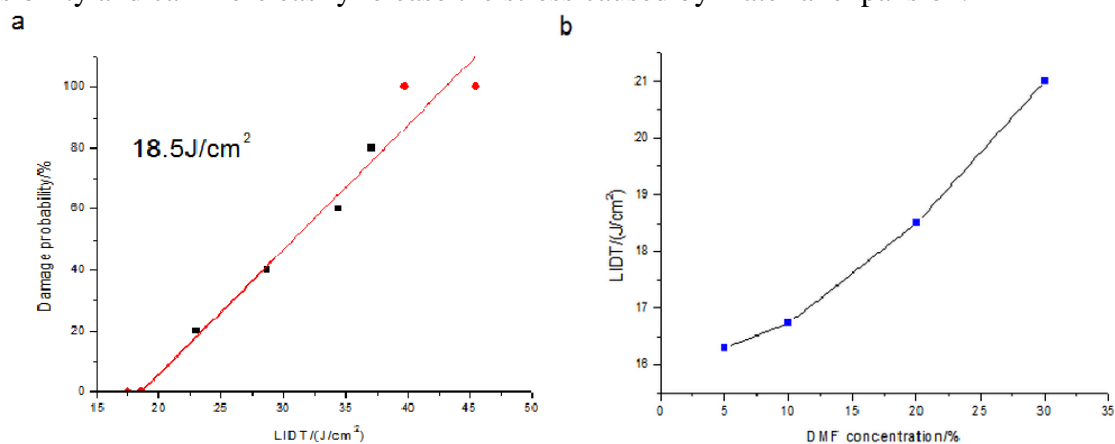 a
b
100
80
60
40
20
0
Damage probability/%
18.5J/cm²
15 20 25 30 35 40 45 50
LIDT/(J/cm²)
21
20
19
18
17
16
LIDT/(J/cm²)
0 5 10 15 20 25 30 35
DMF concentration/%